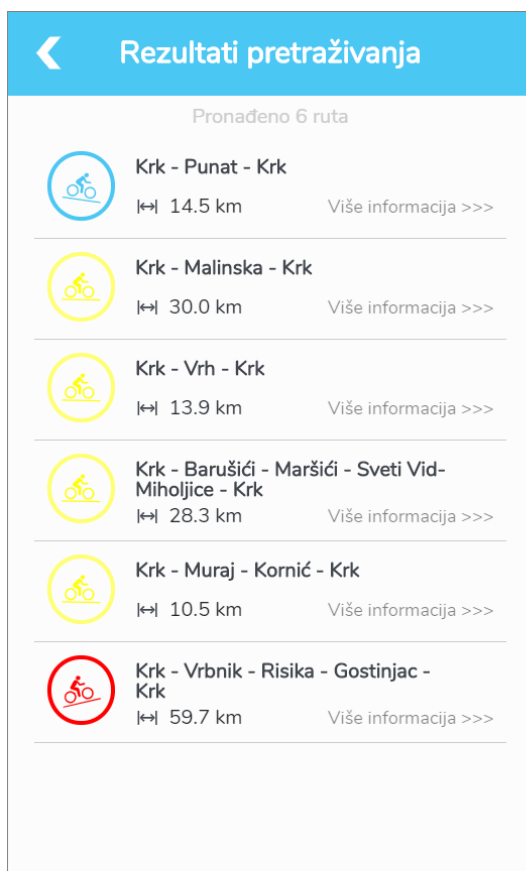 Rezultati pretraživanja
Pronađeno 6 ruta
Krk - Punat - Krk
14.5 km Više informacija >>>
Krk - Malinska - Krk
30.0 km Više informacija >>>
Krk - Vrh - Krk
13.9 km Više informacija >>>
Krk - Barušići - Maršići - Sveti Vid-
Miholjice - Krk
28.3 km Više informacija >>>
Krk - Muraj - Kornić - Krk
10.5 km Više informacija >>>
Krk - Vrbnik - Risika - Gostinjac -
Krk
59.7 km Više informacija >>>